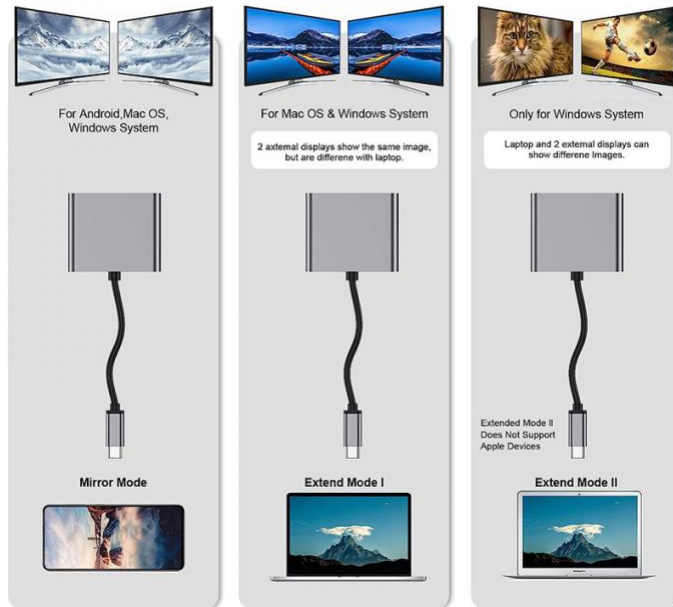 For Android,Mac OS,
Windows System
Mirror Mode
For Mac OS & Windows System
2 axtemal displays show the same image,
but are differene with laptop.
Extend Mode I
Only for Windows System
Laptop and 2 extemal displays can
show differene Images.
Extended Mode II
Does Not Support
Apple Devices
Extend Mode II